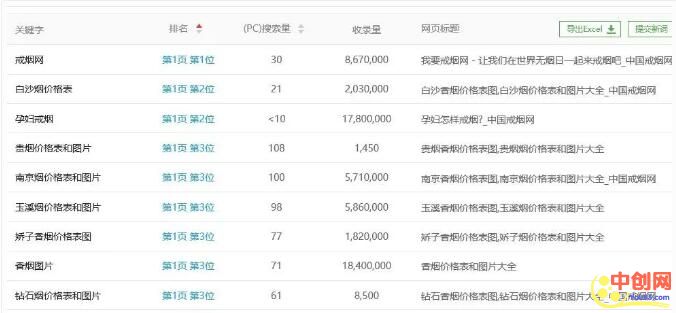 关键字 排名 (PC)搜索量 收录量 网页标题 导出Excel 提交新词
戒烟网 第1页 第1位 30 8,670,000 我要戒烟网 - 让我们在世界无烟日一起来戒烟吧_中国戒烟网
白沙烟价格表 第1页 第2位 21 2,030,000 白沙香烟价格表图,白沙烟价格表和图片大全_中国戒烟网
孕妇戒烟 第1页 第2位 <10 17,800,000 孕妇怎样戒烟?_中国戒烟网
贵烟价格表和图片 第1页 第3位 108 1,450 贵烟香烟价格表图,贵烟烟价格表和图片大全
南京烟价格表和图片 第1页 第3位 100 5,710,000 南京香烟价格表图,南京烟价格表和图片大全_中国戒烟网
玉溪烟价格表和图片 第1页 第3位 98 5,860,000 玉溪香烟价格表图,玉溪烟价格表和图片大全
娇子香烟价格表图 第1页 第3位 77 1,820,000 娇子香烟价格表图,娇子烟价格表和图片大全
香烟图片 第1页 第3位 71 18,400,000 香烟价格表和图片大全
钻石烟价格表和图片 第1页 第3位 61 8,500 钻石香烟价格表图,钻石烟价格表和图片大全_中国戒烟网
中创网